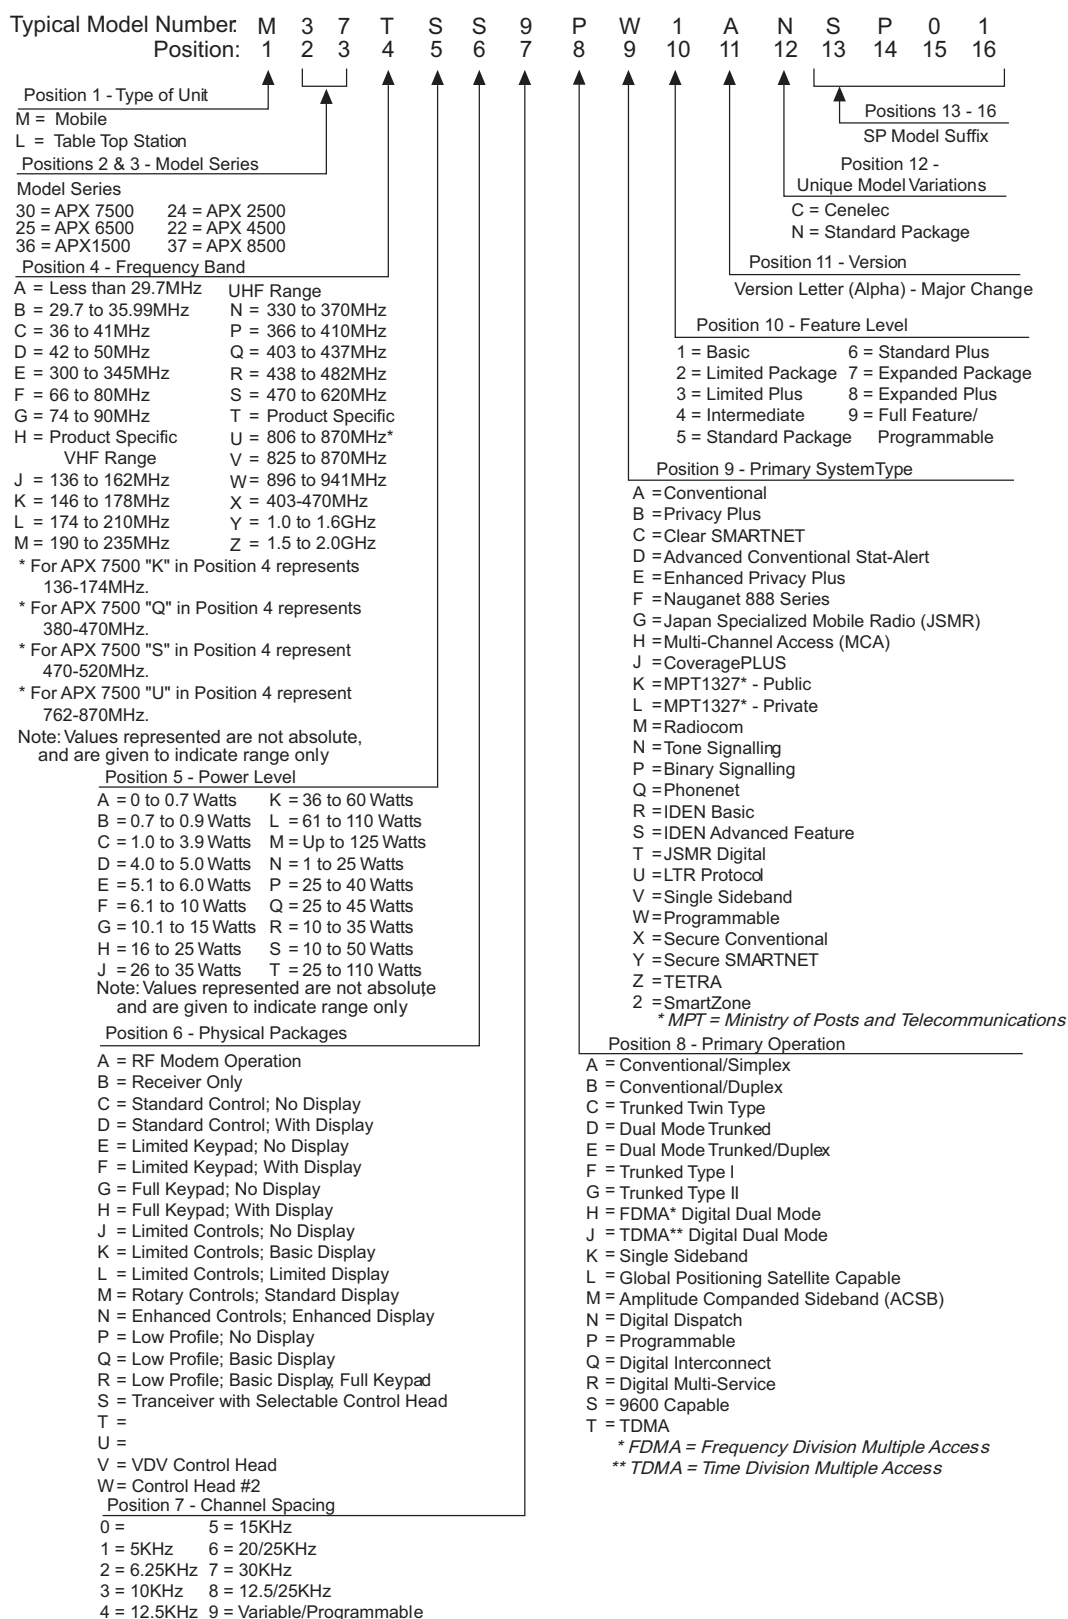 Typical Model Number: M 3 7 T S S 9 P W 1 A N S P 0 1
Position: 1 2 3 4 5 6 7 8 9 10 11 12 13 14 15 16
Position 1 - Type of Unit
M = Mobile
L = Table Top Station
Positions 2 & 3 - Model Series
Model Series
30 = APX 7500 24 = APX 2500
25 = APX 6500 22 = APX 4500
36 = APX1500 37 = APX 8500
Position 4 - Frequency Band
A = Less than 29.7MHz
B = 29.7 to 35.99MHz
C = 36 to 41MHz
D = 42 to 50MHz
E = 300 to 345MHz
F = 66 to 80MHz
G = 74 to 90MHz
H = Product Specific
VHF Range
J = 136 to 162MHz
K = 146 to 178MHz
L = 174 to 210MHz
M = 190 to 235MHz
UHF Range
N = 330 to 370MHz
P = 366 to 410MHz
Q = 403 to 437MHz
R = 438 to 482MHz
S = 470 to 620MHz
T = Product Specific
U = 806 to 870MHz*
V = 825 to 870MHz
W = 896 to 941MHz
X = 403-470MHz
Y = 1.0 to 1.6GHz
Z = 1.5 to 2.0GHz
* For APX 7500 "K" in Position 4 represents
136-174MHz.
* For APX 7500 "Q" in Position 4 represents
380-470MHz.
* For APX 7500 "S" in Position 4 represent
470-520MHz.
* For APX 7500 "U" in Position 4 represent
762-870MHz.
Note: Values represented are not absolute,
and are given to indicate range only
Position 5 - Power Level
A = 0 to 0.7 Watts K = 36 to 60 Watts
B = 0.7 to 0.9 Watts L = 61 to 110 Watts
C = 1.0 to 3.9 Watts M = Up to 125 Watts
D = 4.0 to 5.0 Watts N = 1 to 25 Watts
E = 5.1 to 6.0 Watts P = 25 to 40 Watts
F = 6.1 to 10 Watts Q = 25 to 45 Watts
G = 10.1 to 15 Watts R = 10 to 35 Watts
H = 16 to 25 Watts S = 10 to 50 Watts
J = 26 to 35 Watts T = 25 to 110 Watts
Note: Values represented are not absolute,
and are given to indicate range only
Position 6 - Physical Packages
A = RF Modem Operation
B = Receiver Only
C = Standard Control; No Display
D = Standard Control; With Display
E = Limited Keypad; No Display
F = Limited Keypad; With Display
G = Full Keypad; No Display
H = Full Keypad; With Display
J = Limited Controls; No Display
K = Limited Controls; Basic Display
L = Limited Controls; Limited Display
M = Rotary Controls; Standard Display
N = Enhanced Controls; Enhanced Display
P = Low Profile; No Display
Q = Low Profile; Basic Display
R = Low Profile; Basic Display, Full Keypad
S = Tranceiver with Selectable Control Head
T =
U =
V = VDV Control Head
W = Control Head #2
Position 7 - Channel Spacing
0 = 5 = 15KHz
1 = 5KHz 6 = 20/25KHz
2 = 6.25KHz 7 = 30KHz
3 = 10KHz 8 = 12.5/25KHz
4 = 12.5KHz 9 = Variable/Programmable
Positions 13 - 16
SP Model Suffix
Position 12 -
Unique Model Variations
C = Cenelec
N = Standard Package
Position 11 - Version
Version Letter (Alpha) - Major Change
Position 10 - Feature Level
1 = Basic 6 = Standard Plus
2 = Limited Package 7 = Expanded Package
3 = Limited Plus 8 = Expanded Plus
4 = Intermediate 9 = Full Feature/
5 = Standard Package Programmable
Position 9 - Primary System Type
A = Conventional
B = Privacy Plus
C = Clear SMARTNET
D = Advanced Conventional Stat-Alert
E = Enhanced Privacy Plus
F = Nauganet 888 Series
G = Japan Specialized Mobile Radio (JSMR)
H = Multi-Channel Access (MCA)
J = CoveragePLUS
K = MPT1327* - Public
L = MPT1327* - Private
M = Radiocom
N = Tone Signalling
P = Binary Signalling
Q = Phonenet
R = IDEN Basic
S = IDEN Advanced Feature
T = JSMR Digital
U = LTR Protocol
V = Single Sideband
W = Programmable
X = Secure Conventional
Y = Secure SMARTNET
Z = TETRA
2 = SmartZone
* MPT = Ministry of Posts and Telecommunications
Position 8 - Primary Operation
A = Conventional/Simplex
B = Conventional/Duplex
C = Trunked Twin Type
D = Dual Mode Trunked
E = Dual Mode Trunked/Duplex
F = Trunked Type I
G = Trunked Type II
H = FDMA* Digital Dual Mode
J = TDMA** Digital Dual Mode
K = Single Sideband
L = Global Positioning Satellite Capable
M = Amplitude Companded Sideband (ACSB)
N = Digital Dispatch
P = Programmable
Q = Digital Interconnect
R = Digital Multi-Service
S = 9600 Capable
T = TDMA
* FDMA = Frequency Division Multiple Access
** TDMA = Time Division Multiple Access